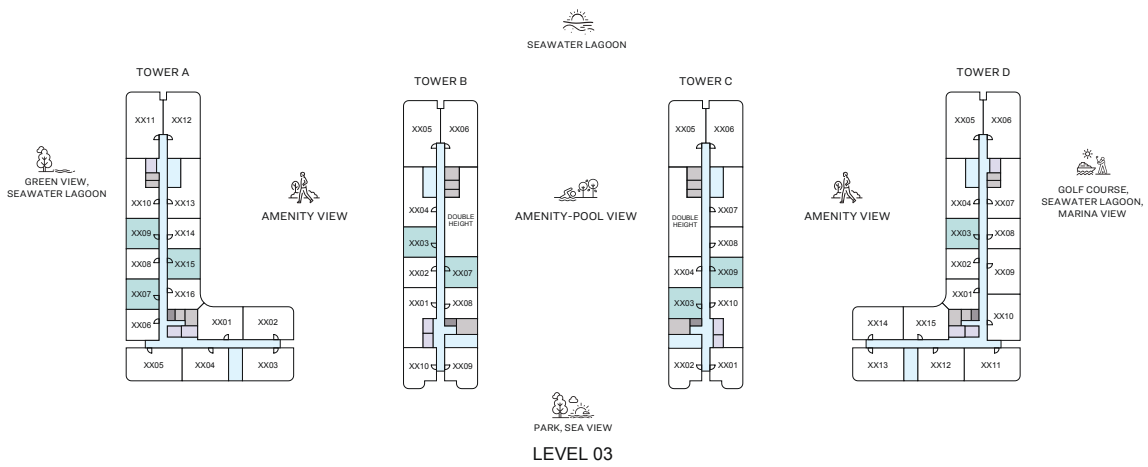 SEAWATER LAGOON
TOWER A
TOWER B
TOWER C
TOWER D
GREEN VIEW,
SEAWATER LAGOON
AMENITY VIEW
AMENITY-POOL VIEW
AMENITY VIEW
GOLF COURSE,
SEAWATER LAGOON,
MARINA VIEW
XX11
XX12
XX10
XX13
XX09
XX14
XX08
XX15
XX07
XX16
XX06
XX01
XX02
XX05
XX04
XX03
XX05
XX06
XX04
DOUBLE
HEIGHT
XX03
XX02
XX07
XX01
XX08
XX10
XX09
XX05
XX06
XX07
DOUBLE
HEIGHT
XX08
XX04
XX09
XX03
XX10
XX02
XX01
XX05
XX06
XX04
XX07
XX03
XX08
XX02
XX09
XX01
XX10
XX14
XX15
XX13
XX12
XX11
PARK, SEA VIEW
LEVEL 03